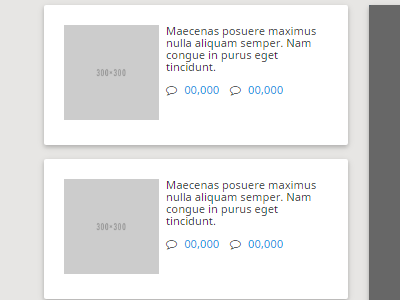 300×300
Maecenas posuere maximus
nulla aliquam semper. Nam
congue in purus eget
tincidunt.
00,000 00,000
300×300
Maecenas posuere maximus
nulla aliquam semper. Nam
congue in purus eget
tincidunt.
00,000 00,000